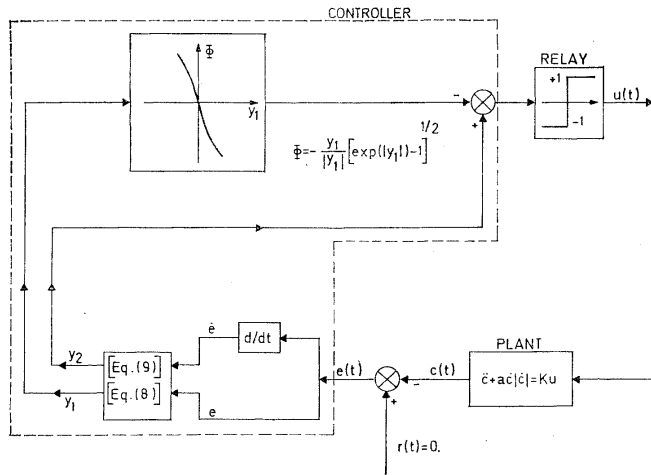 CONTROLLER
Φ
y₁
RELAY
+1
-1
u(t)
-
+
Φ=-y₁/|y₁|[exp(|y₁|)-1]^1/2
ė
d/dt
y₂
[Eq.(9)]
[Eq.(8)]
y₁
e
e(t)
-
+
c(t)
PLANT
c̈+aċ|ċ|=Ku
r(t)=0.